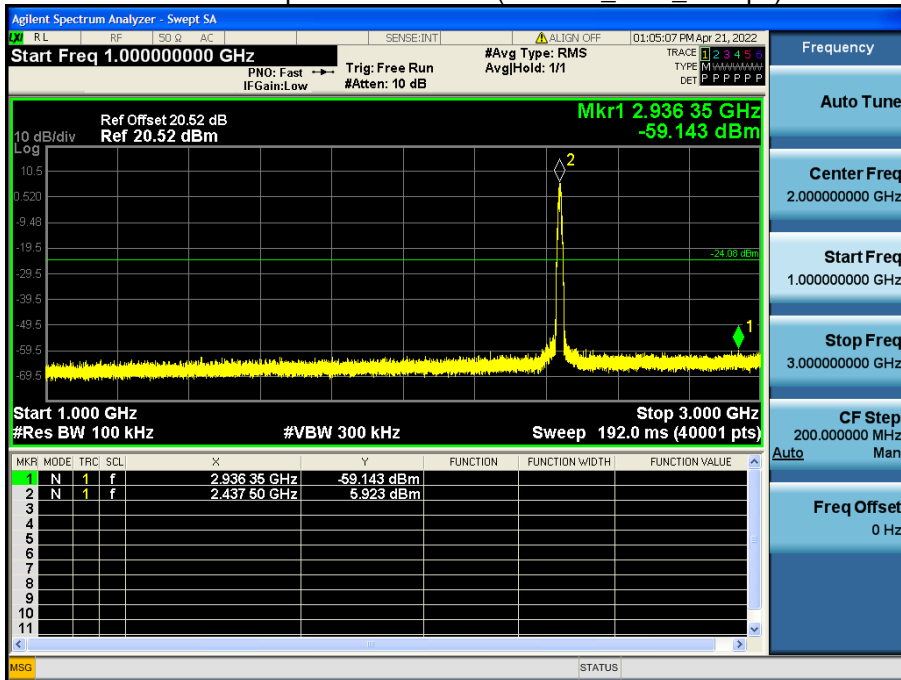 Agilent Spectrum Analyzer - Swept SA
LXI RL RF 50 Ω AC SENSE:INT ALIGN OFF 01:05:07 PM Apr 21, 2022
Start Freq 1.000000000 GHz
PNO: Fast
IFGain:Low
Trig: Free Run
#Atten: 10 dB
#Avg Type: RMS
Avg|Hold: 1/1
TRACE 1 2 3 4 5 6
TYPE M WWWWW
DET P P P P P P
Ref Offset 20.52 dB
10 dB/div Ref 20.52 dBm
Log
Mkr1 2.936 35 GHz
-59.143 dBm
10.5
0.520
-9.48
-19.5
-29.5
-39.5
-49.5
-59.5
-69.5
2
-24.08 dBm
1
Start 1.000 GHz Stop 3.000 GHz
#Res BW 100 kHz #VBW 300 kHz Sweep 192.0 ms (40001 pts)
MKR MODE TRC SCL X Y FUNCTION FUNCTION WIDTH FUNCTION VALUE
1 N 1 f 2.936 35 GHz -59.143 dBm
2 N 1 f 2.437 50 GHz 5.923 dBm
3
4
5
6
7
8
9
10
11
MSG STATUS
Frequency
Auto Tune
Center Freq
2.000000000 GHz
Start Freq
1.000000000 GHz
Stop Freq
3.000000000 GHz
CF Step
200.000000 MHz
Auto Man
Freq Offset
0 Hz